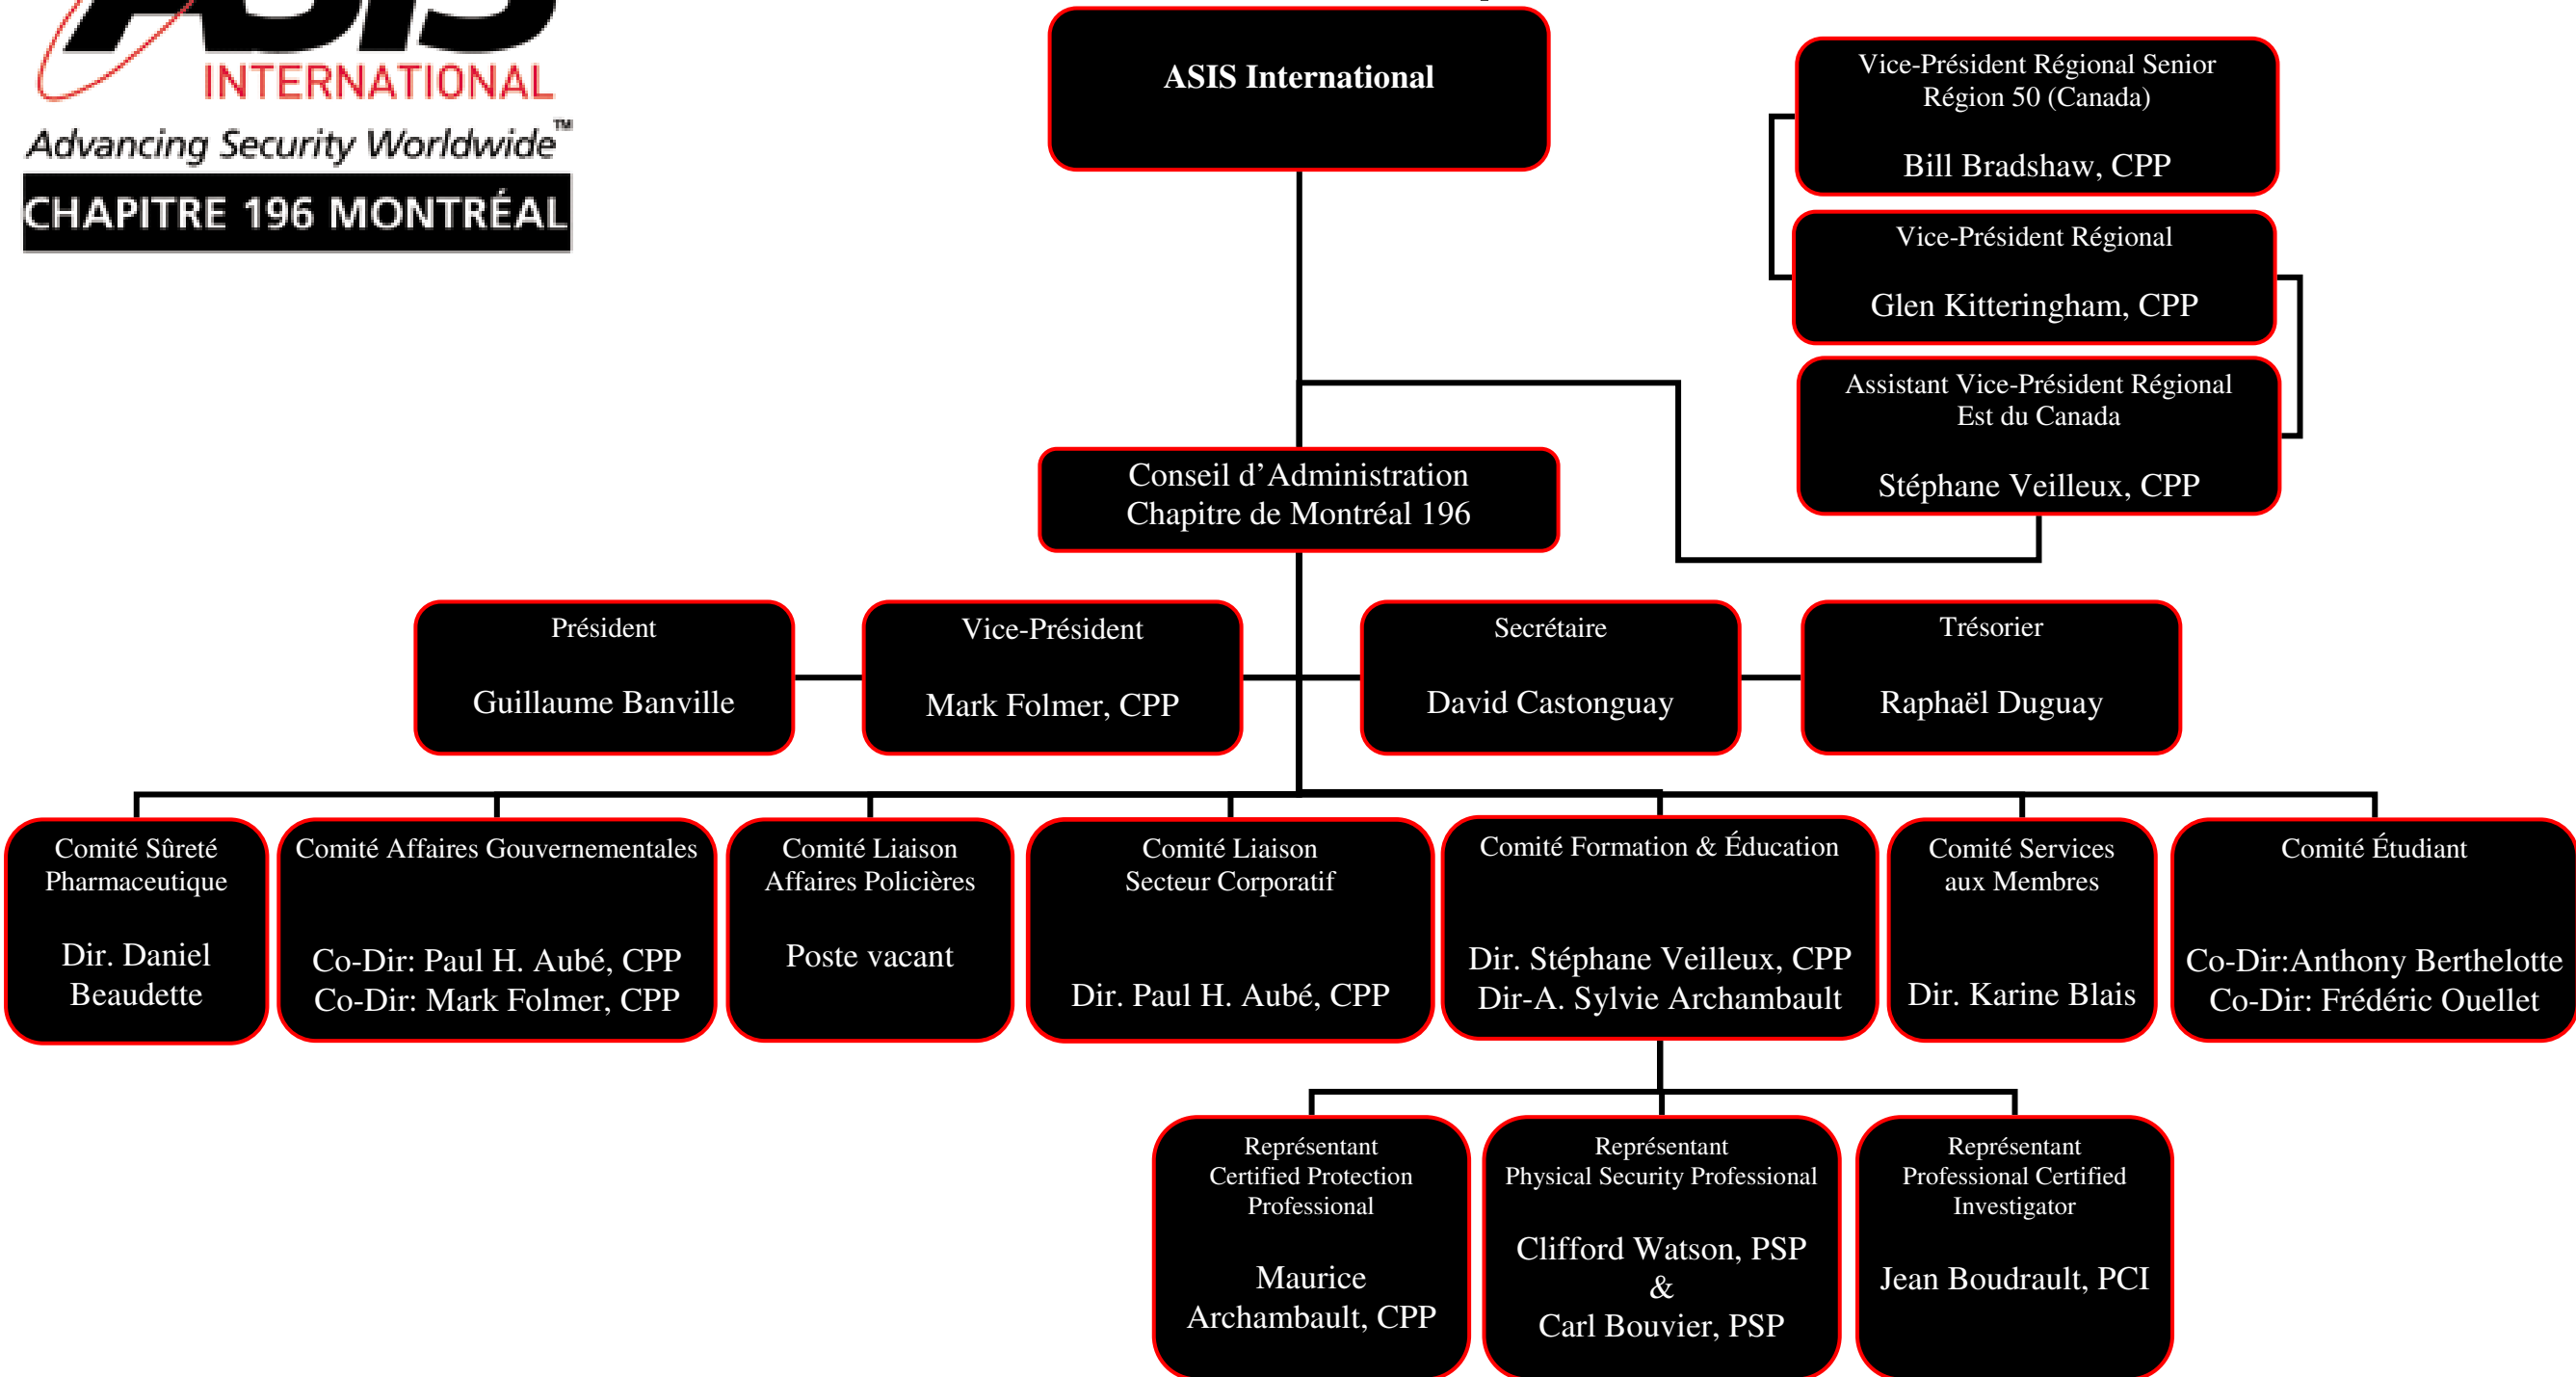 ASIS
INTERNATIONAL
Advancing Security Worldwide™
CHAPITRE 196 MONTRÉAL
ASIS International
Vice-Président Régional Senior
Région 50 (Canada)
Bill Bradshaw, CPP
Vice-Président Régional
Glen Kitteringham, CPP
Assistant Vice-Président Régional
Est du Canada
Stéphane Veilleux, CPP
Conseil d’Administration
Chapitre de Montréal 196
Président
Guillaume Banville
Vice-Président
Mark Folmer, CPP
Secrétaire
David Castonguay
Trésorier
Raphaël Duguay
Comité Sûreté
Pharmaceutique
Dir. Daniel
Beaudette
Comité Affaires Gouvernementales
Co-Dir: Paul H. Aubé, CPP
Co-Dir: Mark Folmer, CPP
Comité Liaison
Affaires Policières
Poste vacant
Comité Liaison
Secteur Corporatif
Dir. Paul H. Aubé, CPP
Comité Formation & Éducation
Dir. Stéphane Veilleux, CPP
Dir-A. Sylvie Archambault
Comité Services
aux Membres
Dir. Karine Blais
Comité Étudiant
Co-Dir:Anthony Berthelotte
Co-Dir: Frédéric Ouellet
Représentant
Certified Protection
Professional
Maurice
Archambault, CPP
Représentant
Physical Security Professional
Clifford Watson, PSP
&
Carl Bouvier, PSP
Représentant
Professional Certified
Investigator
Jean Boudrault, PCI